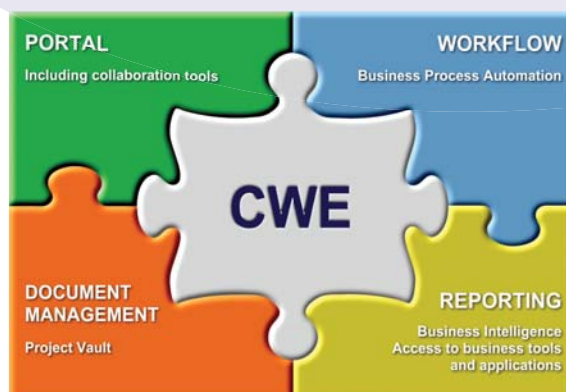 PORTAL
Including collaboration tools
WORKFLOW
Business Process Automation
CWE
DOCUMENT
MANAGEMENT
Project Vault
REPORTING
Business Intelligence
Access to business tools
and applications